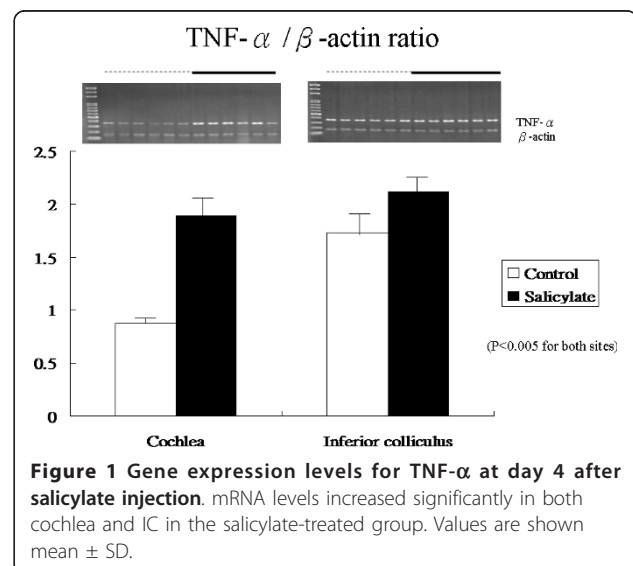 TNF-α / β-actin ratio
TNF-α
β-actin
2.5
2
1.5
1
0.5
0
Control
Salicylate
(P<0.005 for both sites)
Cochlea
Inferior colliculus
Figure 1 Gene expression levels for TNF-α at day 4 after
salicylate injection. mRNA levels increased significantly in both
cochlea and IC in the salicylate-treated group. Values are shown
mean ± SD.